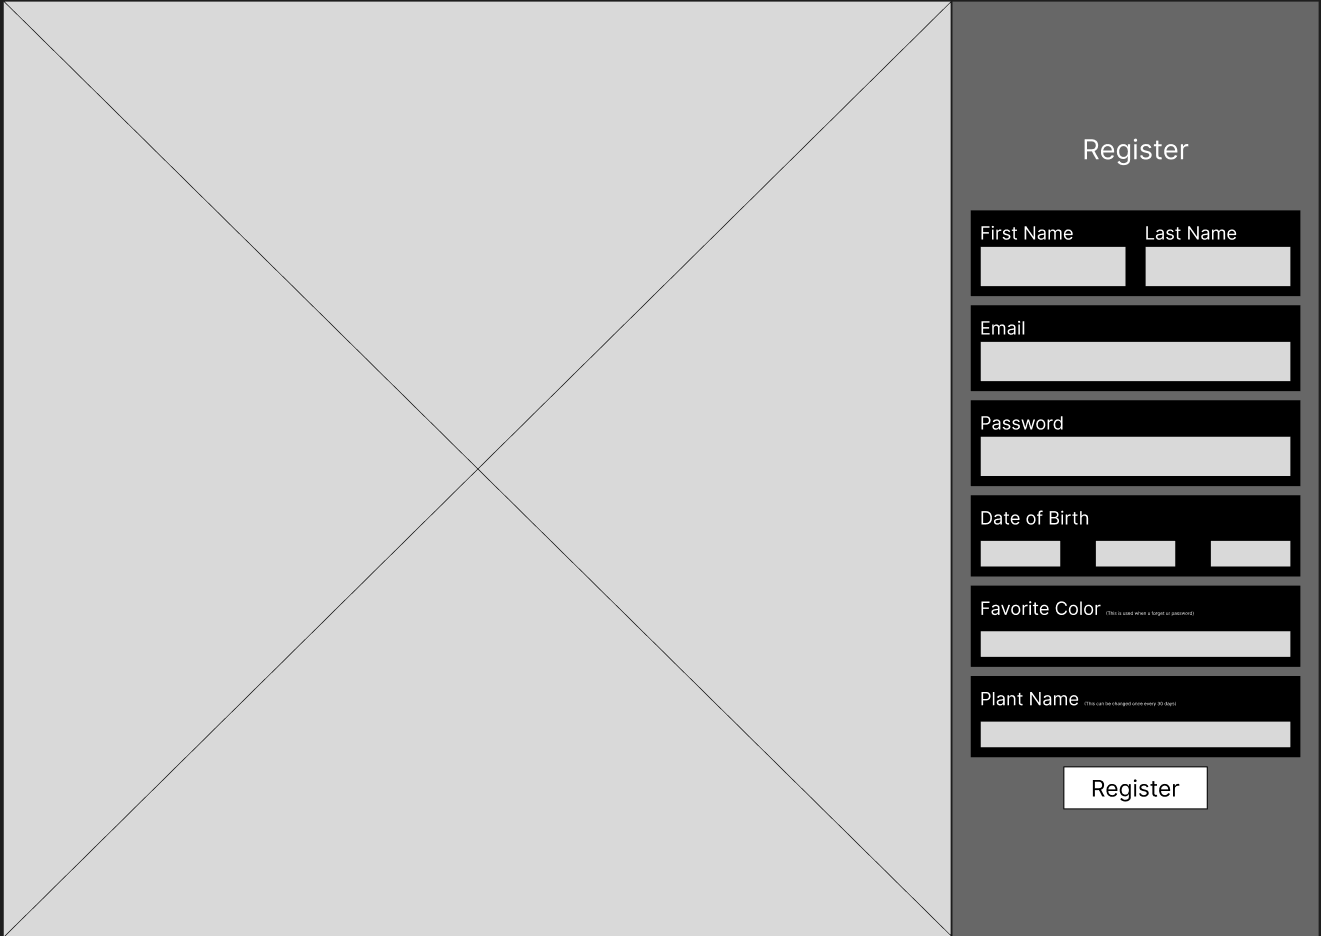 Register
First Name Last Name
Email
Password
Date of Birth
Favorite Color (This is used when u forget ur password)
Plant Name (This can be changed once every 30 days)
Register